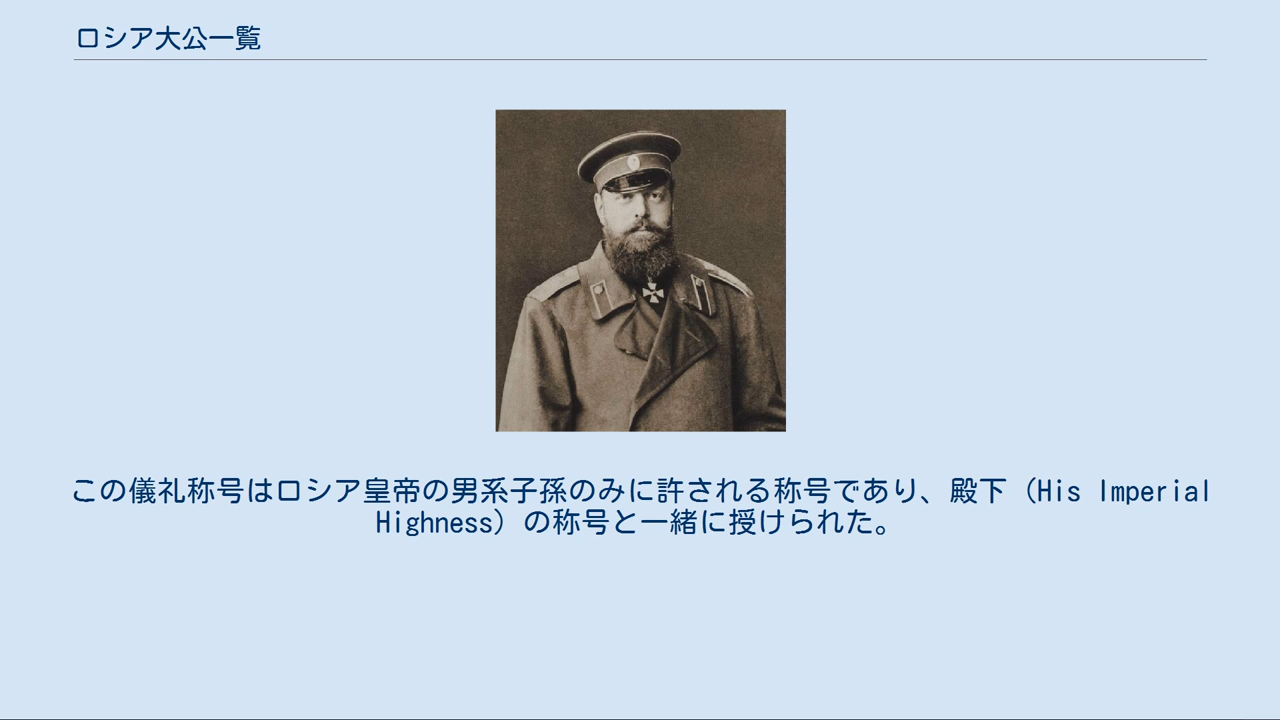 ロシア大公一覧
この儀礼称号はロシア皇帝の男系子孫のみに許される称号であり、殿下（His Imperial
Highness）の称号と一緒に授けられた。